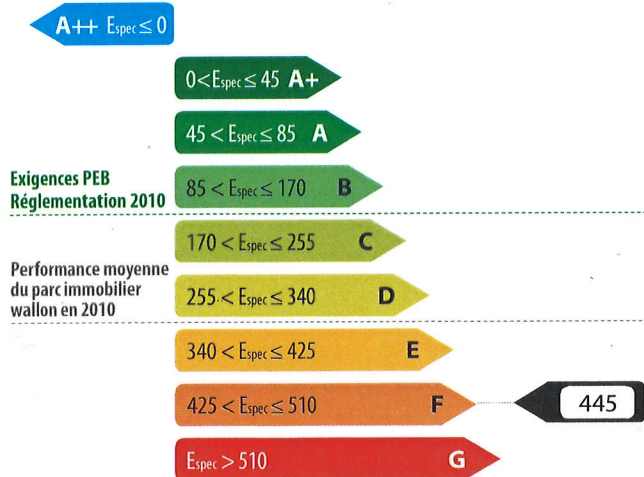 A++ Espec ≤ 0
0 < Espec ≤ 45 A+
45 < Espec ≤ 85 A
Exigences PEB
Réglementation 2010
85 < Espec ≤ 170 B
170 < Espec ≤ 255 C
Performance moyenne
du parc immobilier
wallon en 2010
255 < Espec ≤ 340 D
340 < Espec ≤ 425 E
425 < Espec ≤ 510 F
445
Espec > 510 G